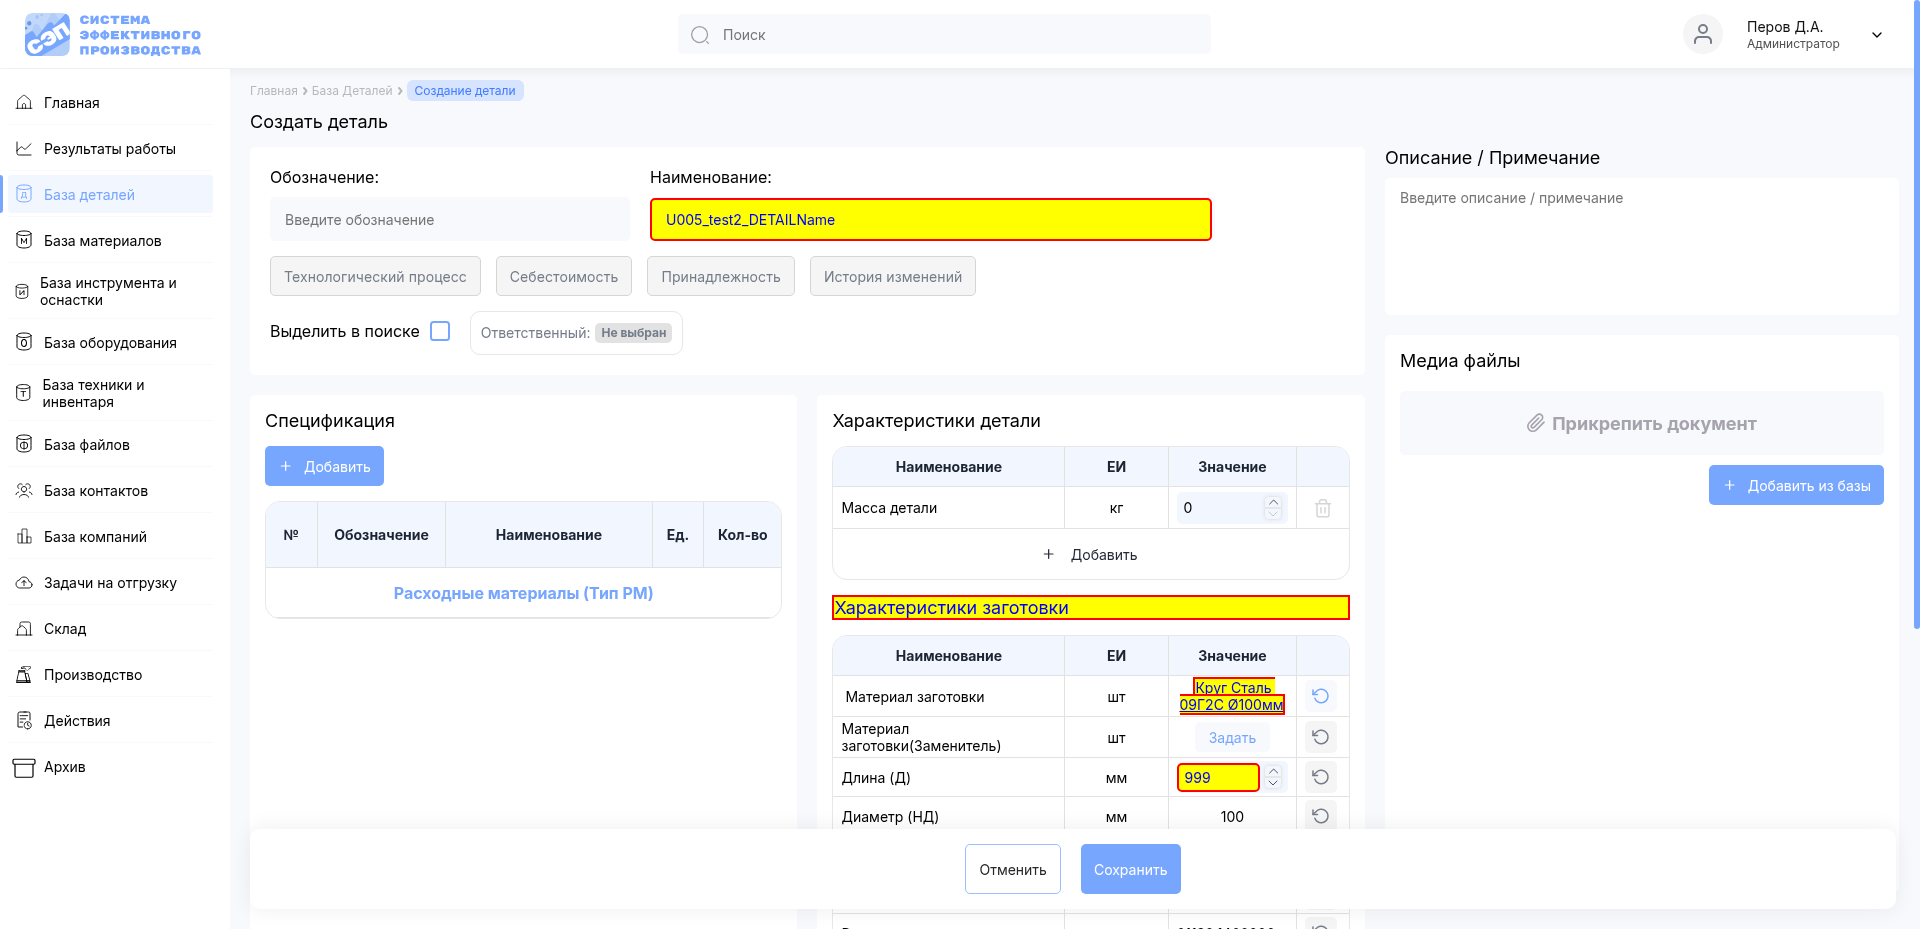 СИСТЕМА
ЭФФЕКТИВНОГО
ПРОИЗВОДСТВА
сэп
Поиск
Перов Д.А.
Администратор
Главная
Результаты работы
База деталей
База материалов
База инструмента и
оснастки
База оборудования
База техники и
инвентаря
База файлов
База контактов
База компаний
Задачи на отгрузку
Склад
Производство
Действия
Архив
Главная › База Деталей › Создание детали
Создать деталь
Обозначение:
Введите обозначение
Наименование:
U005_test2_DETAILName
Технологический процесс
Себестоимость
Принадлежность
История изменений
Выделить в поиске
Ответственный: Не выбран
Спецификация
+ Добавить
№ Обозначение Наименование Ед. Кол-во
Расходные материалы (Тип РМ)
Характеристики детали
Наименование ЕИ Значение
Масса детали кг 0
+ Добавить
Характеристики заготовки
Наименование ЕИ Значение
Материал заготовки шт Круг Сталь
09Г2С Ø100мм
Материал
заготовки(Заменитель) шт Задать
Длина (Д) мм 999
Диаметр (НД) мм 100
Описание / Примечание
Введите описание / примечание
Медиа файлы
Прикрепить документ
+ Добавить из базы
Отменить
Сохранить